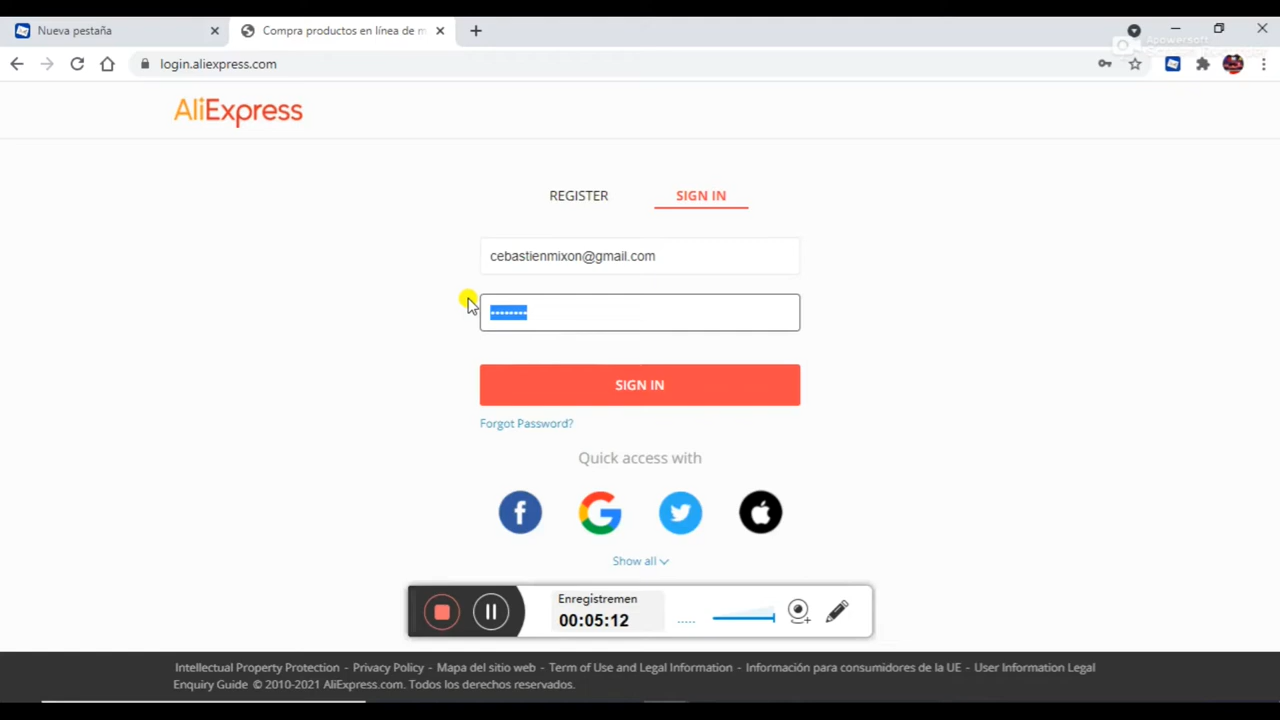 Nueva pestaña
Compra productos en línea de m
login.aliexpress.com
Apowersoft
AliExpress
REGISTER
SIGN IN
cebastienmixon@gmail.com
SIGN IN
Forgot Password?
Quick access with
Show all
Enregistremen
00:05:12
Intellectual Property Protection - Privacy Policy - Mapa del sitio web - Term of Use and Legal Information - Información para consumidores de la UE - User Information Legal
Enquiry Guide © 2010-2021 AliExpress.com. Todos los derechos reservados.